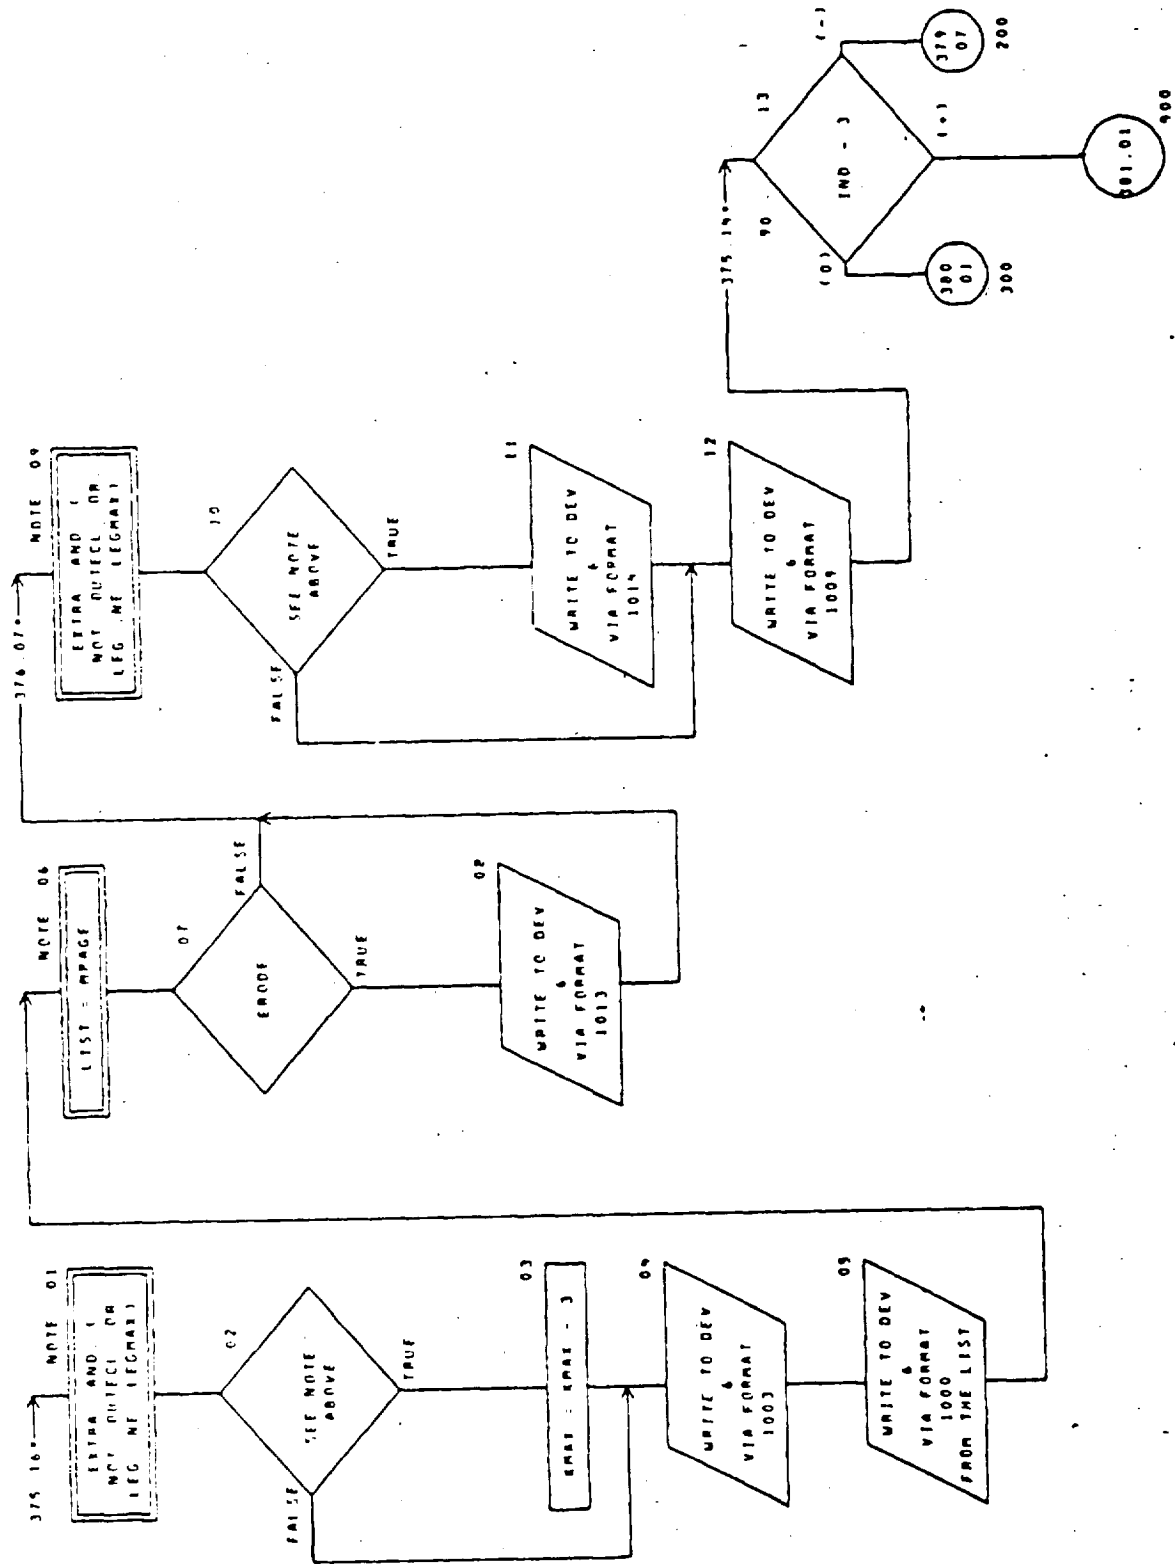 375.16*
NOTE 01
EXTRA AND. (
NOT. OUTECI. OR.
LEG .NE. LEGMAX)
02
SEE NOTE
ABOVE
FALSE
TRUE
03
KMAX = KMAX - 3
04
WRITE TO DEV
6
VIA FORMAT
1003
05
WRITE TO DEV
6
VIA FORMAT
1000
FROM THE LIST
NOTE 06
LIST = MPAGE
07
ERODE
FALSE
TRUE
08
WRITE TO DEV
6
VIA FORMAT
1013
376.07*
NOTE 09
EXTRA AND (
NOT. OUTECI. OR.
LEG .NE. LEGMAX)
10
SEE NOTE
ABOVE
FALSE
TRUE
11
WRITE TO DEV
6
VIA FORMAT
1014
12
WRITE TO DEV
6
VIA FORMAT
1009
375.14*
90
13
IND - 3
(0)
(-)
(+)
380
01
300
379
07
200
381.01
400